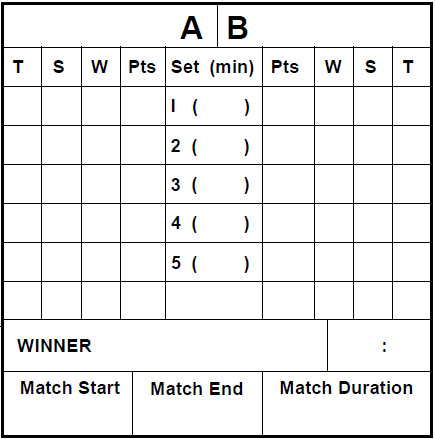 A B
T S W Pts Set (min) Pts W S T
I ( )
2 ( )
3 ( )
4 ( )
5 ( )
WINNER :
Match Start Match End Match Duration